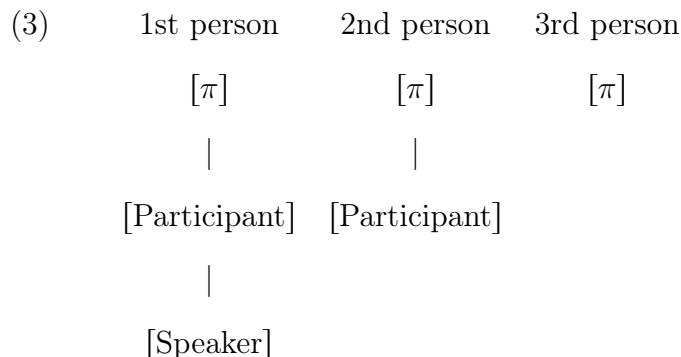 (3) 1st person 2nd person 3rd person
[π] [π] [π]
| |
[Participant] [Participant]
|
[Speaker]